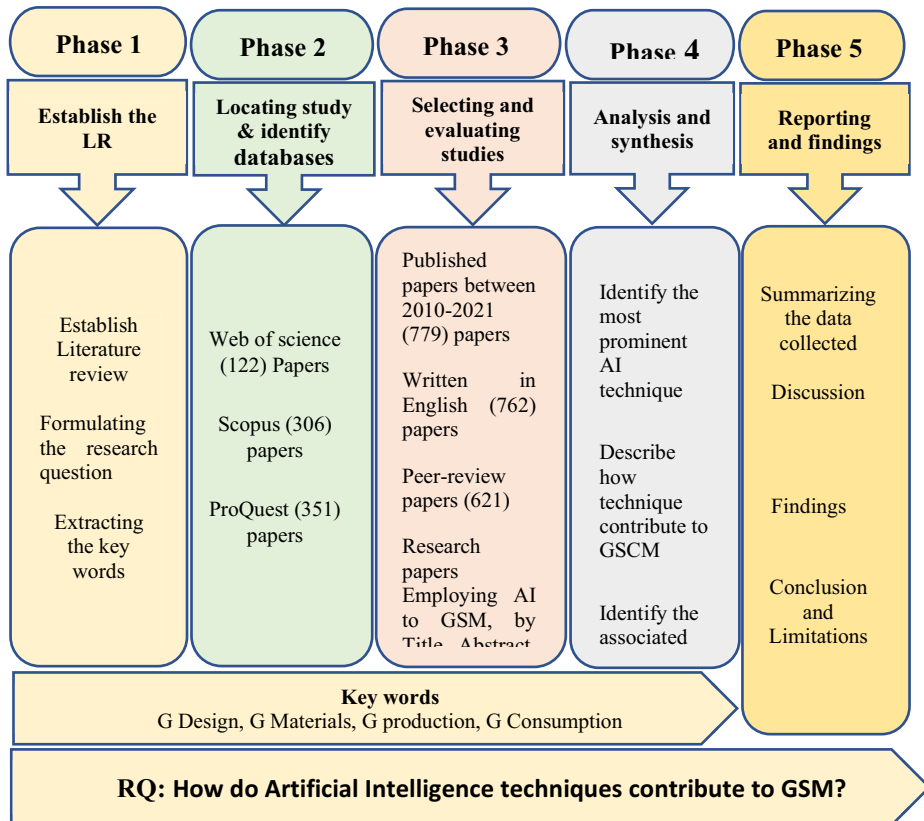 Phase 1
Establish the
LR
Establish
Literature
review
Formulating
the research
question
Extracting
the key
words
Phase 2
Locating study
& identify
databases
Web of science
(122) Papers
Scopus (306)
papers
ProQuest (351)
papers
Phase 3
Selecting and
evaluating
studies
Published
papers between
2010-2021
(779) papers
Written in
English (762)
papers
Peer-review
papers (621)
Research
papers
Employing AI
to GSM, by
Title Abstract
Phase 4
Analysis and
synthesis
Identify the
most
prominent
AI
technique
Describe
how
technique
contribute to
GSCM
Identify the
associated
Phase 5
Reporting
and findings
Summarizing
the data
collected
Discussion
Findings
Conclusion
and
Limitations
Key words
G Design, G Materials, G production, G Consumption
RQ: How do Artificial Intelligence techniques contribute to GSM?